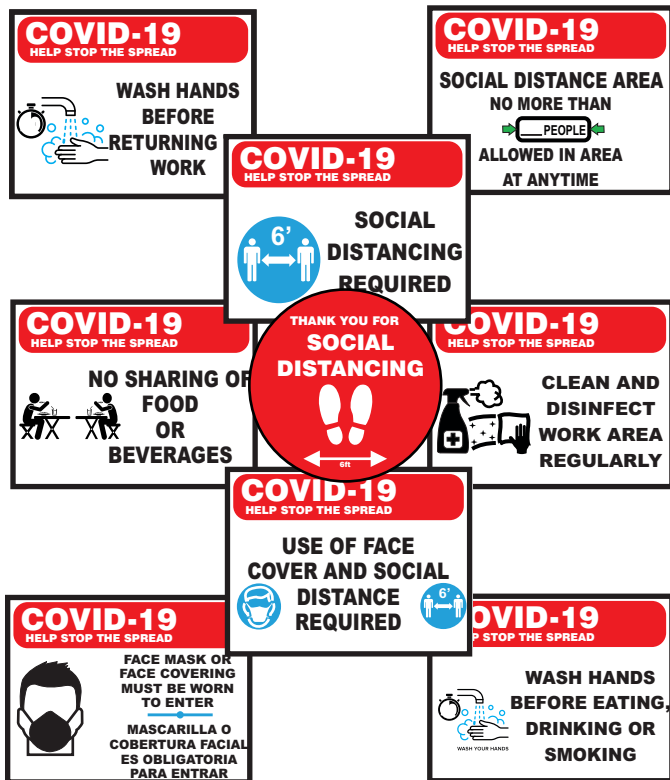 COVID-19
HELP STOP THE SPREAD
WASH HANDS
BEFORE
RETURNING
WORK
COVID-19
HELP STOP THE SPREAD
SOCIAL DISTANCE AREA
NO MORE THAN
___PEOPLE
ALLOWED IN AREA
AT ANYTIME
COVID-19
HELP STOP THE SPREAD
6'
SOCIAL
DISTANCING
REQUIRED
COVID-19
HELP STOP THE SPREAD
NO SHARING OF
FOOD
OR
BEVERAGES
THANK YOU FOR
SOCIAL
DISTANCING
6ft
COVID-19
HELP STOP THE SPREAD
CLEAN AND
DISINFECT
WORK AREA
REGULARLY
COVID-19
HELP STOP THE SPREAD
USE OF FACE
COVER AND SOCIAL
DISTANCE
REQUIRED
6'
COVID-19
HELP STOP THE SPREAD
FACE MASK OR
FACE COVERING
MUST BE WORN
TO ENTER
MASCARILLA O
COBERTURA FACIAL
ES OBLIGATORIA
PARA ENTRAR
OVID-19
STOP THE SPREAD
WASH HANDS
BEFORE EATING,
DRINKING OR
SMOKING
WASH YOUR HANDS